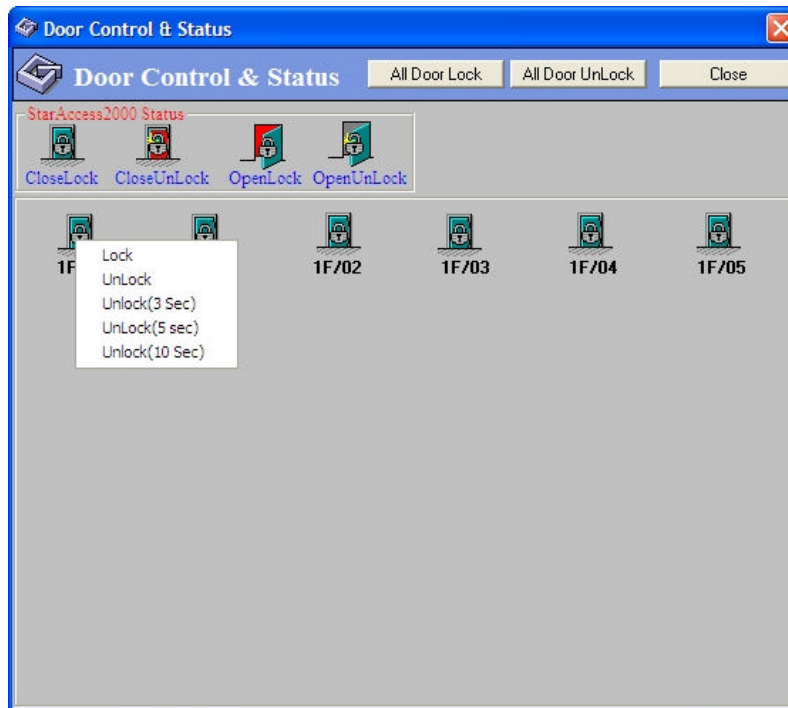 Door Control & Status
Door Control & Status All Door Lock All Door UnLock Close
StarAccess2000 Status
CloseLock CloseUnLock OpenLock OpenUnLock
1F 1F/02 1F/03 1F/04 1F/05
Lock
UnLock
Unlock(3 Sec)
UnLock(5 sec)
Unlock(10 Sec)